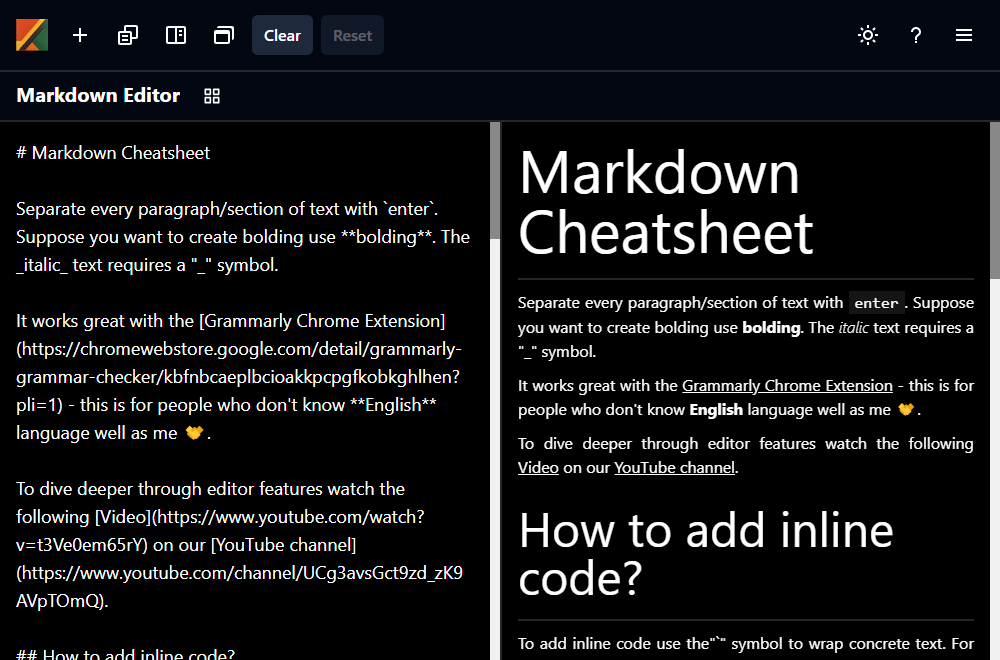 Clear Reset
?
Markdown Editor
# Markdown Cheatsheet
Separate every paragraph/section of text with `enter`.
Suppose you want to create bolding use **bolding**. The
_italic_ text requires a "_" symbol.
It works great with the [Grammarly Chrome Extension]
(https://chromewebstore.google.com/detail/grammarly-
grammar-checker/kbfnbcaeplbcioakkpcpgfkobkghlhen?
pli=1) - this is for people who don't know **English**
language well as me 🤝.
To dive deeper through editor features watch the
following [Video](https://www.youtube.com/watch?
v=t3Ve0em65rY) on our [YouTube channel]
(https://www.youtube.com/channel/UCg3avsGct9zd_zK9
AVpTOmQ).
## How to add inline code?
Markdown
Cheatsheet
Separate every paragraph/section of text with enter. Suppose
you want to create bolding use bolding. The italic text requires a
"_" symbol.
It works great with the Grammarly Chrome Extension - this is for
people who don't know English language well as me 🤝.
To dive deeper through editor features watch the following
Video on our YouTube channel.
How to add inline
code?
To add inline code use the"`" symbol to wrap concrete text. For